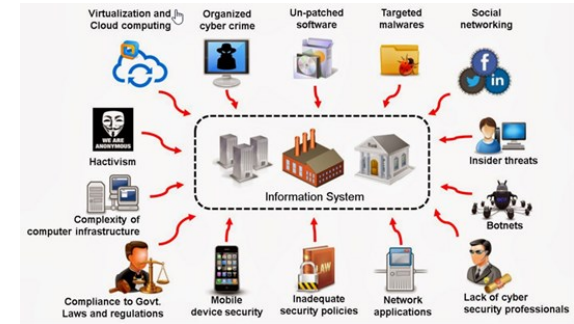 Virtualization and
Cloud computing
Organized
cyber crime
Un-patched
software
Targeted
malwares
Social
networking
f
in
WE ARE
ANONYMOUS
Hactivism
Insider threats
Information System
Complexity of
computer infrastructure
Botnets
LAW
Compliance to Govt.
Laws and regulations
Mobile
device security
Inadequate
security policies
Network
applications
Lack of cyber
security professionals